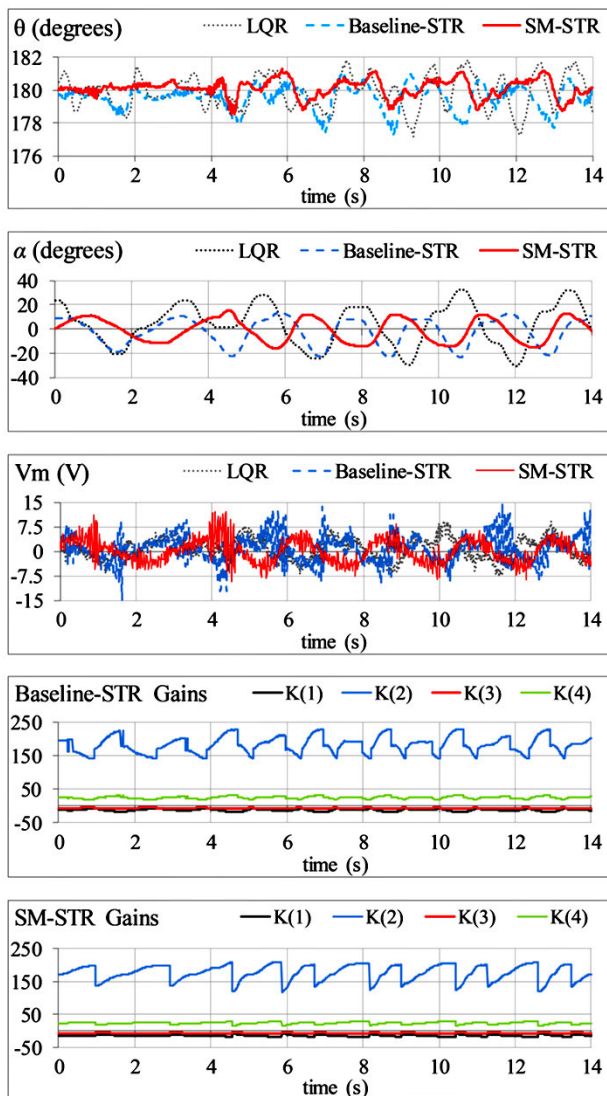 θ (degrees) LQR Baseline-STR SM-STR
182
180
178
176
0 2 4 6 8 10 12 14
time (s)
α (degrees) LQR Baseline-STR SM-STR
40
20
0
-20
-40
0 2 4 6 8 10 12 14
time (s)
Vm (V) LQR Baseline-STR SM-STR
15
7.5
0
-7.5
-15
0 2 4 6 8 10 12 14
time (s)
Baseline-STR Gains K(1) K(2) K(3) K(4)
250
150
50
-50
0 2 4 6 8 10 12 14
time (s)
SM-STR Gains K(1) K(2) K(3) K(4)
250
150
50
-50
0 2 4 6 8 10 12 14
time (s)